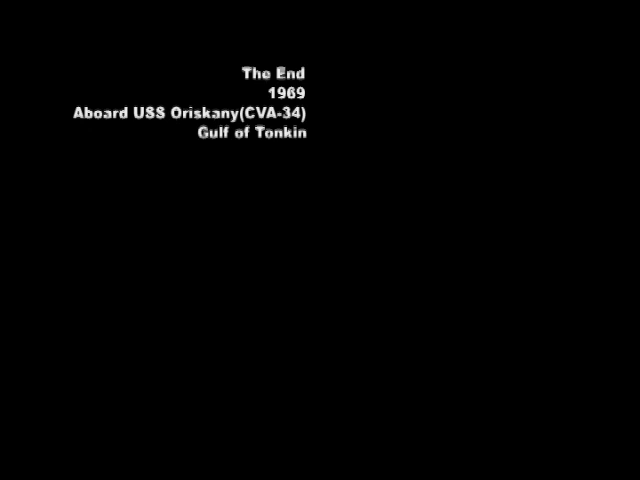 The End
1969
Aboard USS Oriskany(CVA-34)
Gulf of Tonkin